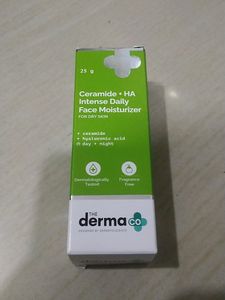 25 g
Ceramide + HA
Intense Daily
Face Moisturizer
FOR DRY SKIN
+ ceramide
+ hyaluronic acid
day + night
Dermatologically
Tested
Fragrance
Free
THE
derma co